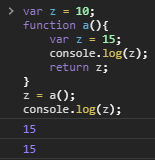 > var z = 10;
function a(){
    var z = 15;
    console.log(z);
    return z;
}
z = a();
console.log(z);
15
15